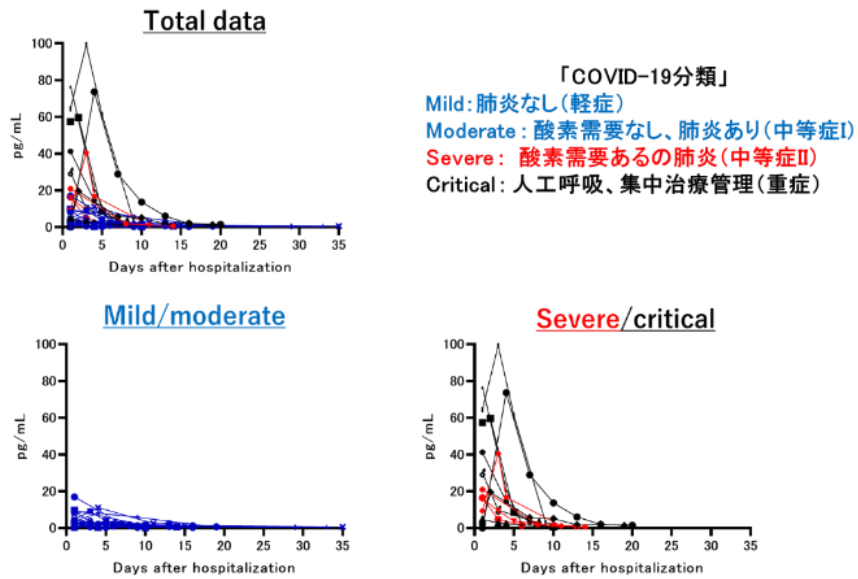 Total data
100
80
60
40
20
0
pg/mL
0 5 10 15 20 25 30 35
Days after hospitalization
「COVID-19分類」
Mild:肺炎なし(軽症)
Moderate:酸素需要なし、肺炎あり(中等症I)
Severe: 酸素需要あるの肺炎(中等症II)
Critical:人工呼吸、集中治療管理(重症)
Mild/moderate
100
80
60
40
20
0
pg/mL
0 5 10 15 20 25 30 35
Days after hospitalization
Severe/critical
100
80
60
40
20
0
pg/mL
0 5 10 15 20 25 30 35
Days after hospitalization